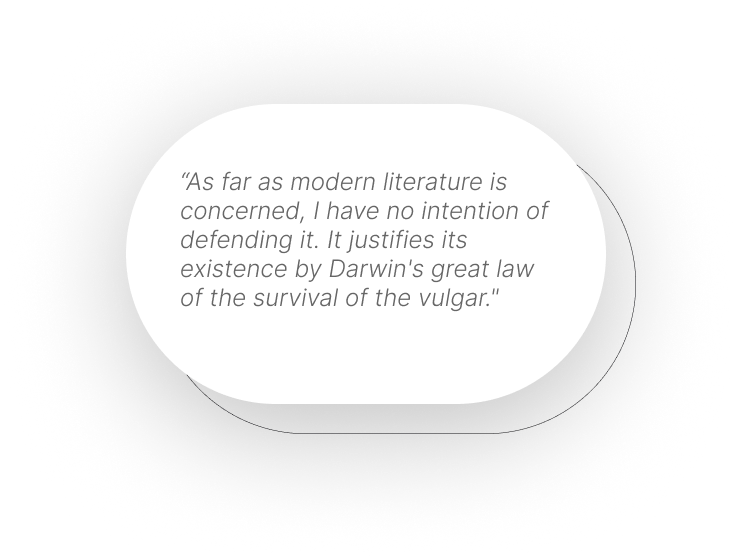 “As far as modern literature is
concerned, I have no intention of
defending it. It justifies its
existence by Darwin's great law
of the survival of the vulgar."